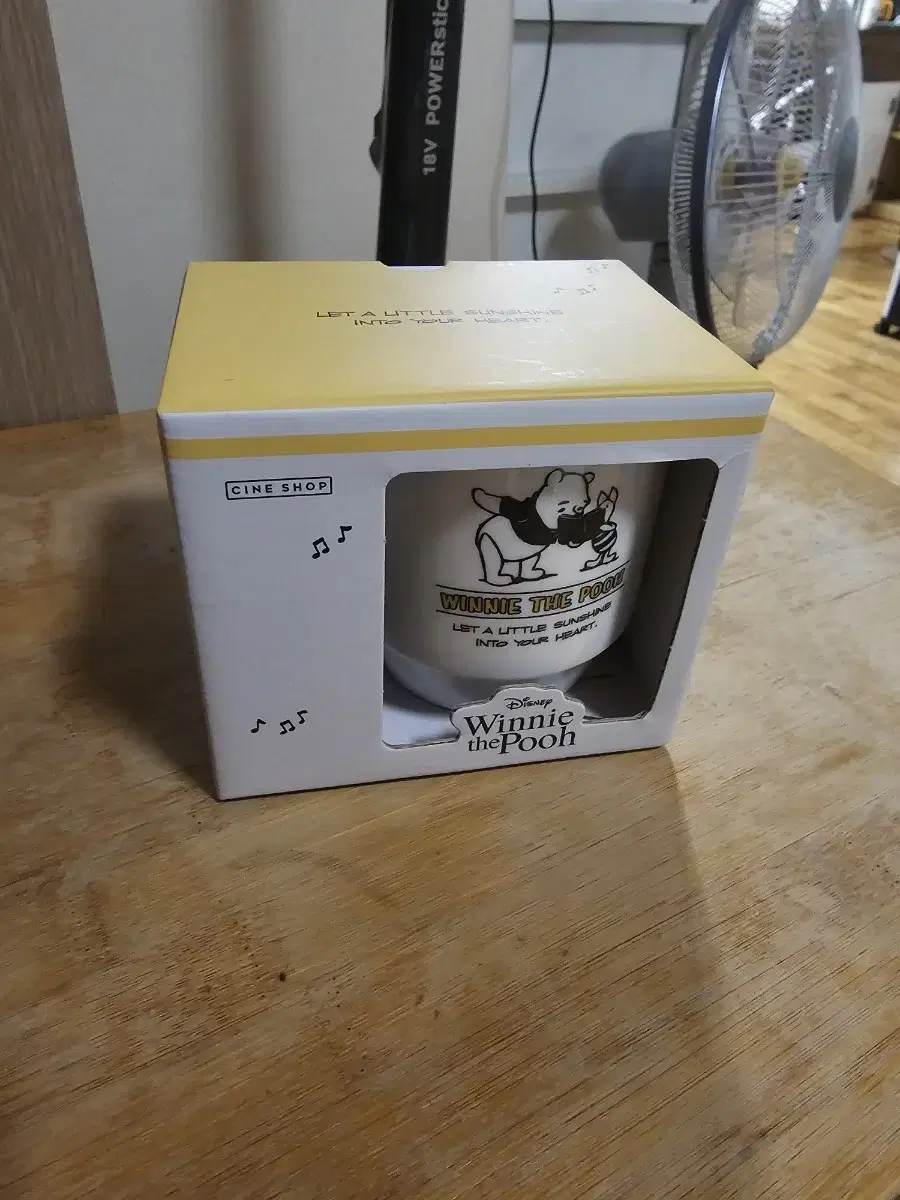 18V POWERstic
LET A LITTLE SUNSHINE
INTO YOUR HEART.
CINE SHOP
WINNIE THE POOH
LET A LITTLE SUNSHINE
INTO YOUR HEART.
Disney
Winnie
the Pooh